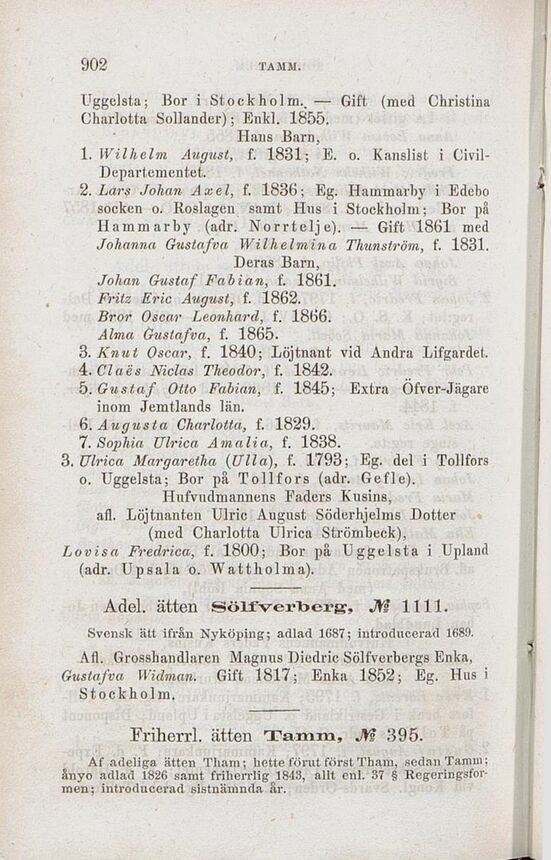 902
TAMM.
Uggelsta; Bor i Stockholm. — Gift (med Christina
Charlotta Sollander); Enkl. 1855.
Hans Barn,
1. Wilhelm August, f. 1831; E. o. Kanslist i Civil-
Departementet.
2. Lars Johan Axel, f. 1836; Eg. Hammarby i Edebo
socken o. Roslagen samt Hus i Stockholm; Bor på
Hammarby (adr. Norrtelje). — Gift 1861 med
Johanna Gustafva Wilhelmina Thunström, f. 1831.
Deras Barn,
Johan Gustaf Fabian, f. 1861.
Fritz Eric August, f. 1862.
Bror Oscar Leonhard, f. 1866.
Alma Gustafva, f. 1865.
3. Knut Oscar, f. 1840; Löjtnant vid Andra Lifgardet.
4. Claës Niclas Theodor, f. 1842.
5. Gustaf Otto Fabian, f. 1845; Extra Öfver-Jägare
inom Jemtlands län.
6. Augusta Charlotta, f. 1829.
7. Sophia Ulrica Amalia, f. 1838.
3. Ulrica Margaretha (Ulla), f. 1793; Eg. del i Tollfors
o. Uggelsta; Bor på Tollfors (adr. Gefle).
Hufvudmannens Faders Kusins,
afl. Löjtnanten Ulric August Söderhjelms Dotter
(med Charlotta Ulrica Strömbeck),
Lovisa Fredrica, f. 1800; Bor på Uggelsta i Upland
(adr. Upsala o. Wattholma).
Adel. ätten Sölfverberg, № 1111.
Svensk ätt ifrån Nyköping; adlad 1687; introducerad 1689.
Afl. Grosshandlaren Magnus Diedric Sölfverbergs Enka,
Gustafva Widman. Gift 1817; Enka 1852; Eg. Hus i
Stockholm.
Friherrl. ätten Tamm, № 395.
Af adeliga ätten Tham; hette förut först Tham, sedan Tamm;
ånyo adlad 1826 samt friherrlig 1843, allt enl. 37 § Regeringsfor-
men; introducerad sistnämnda år.